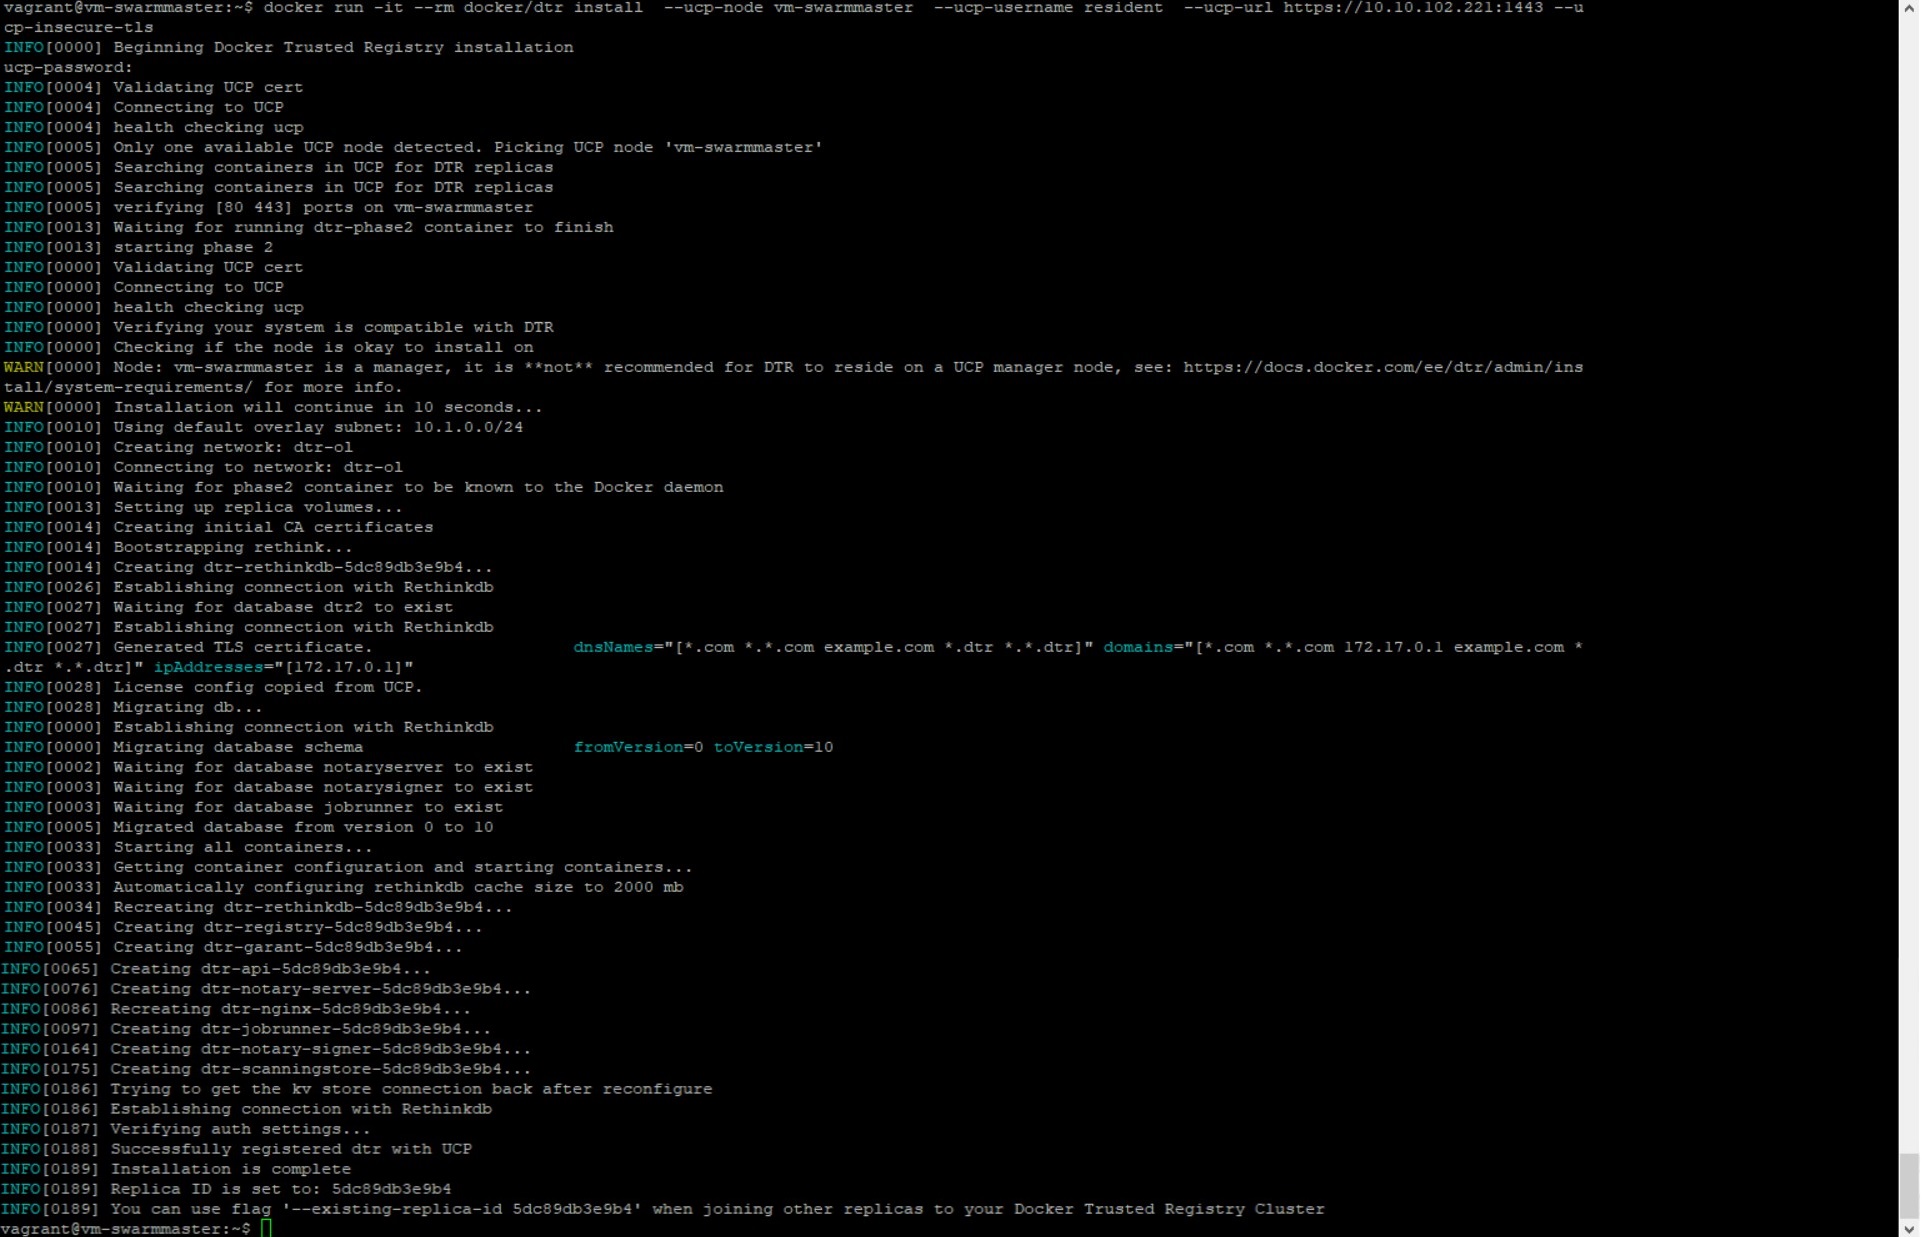 vagrant@vm-swarmmaster:~$ docker run -it --rm docker/dtr install  --ucp-node vm-swarmmaster  --ucp-username resident  --ucp-url https://10.10.102.221:1443 --u
cp-insecure-tls
INFO[0000] Beginning Docker Trusted Registry installation
ucp-password:
INFO[0004] Validating UCP cert
INFO[0004] Connecting to UCP
INFO[0004] health checking ucp
INFO[0005] Only one available UCP node detected. Picking UCP node 'vm-swarmmaster'
INFO[0005] Searching containers in UCP for DTR replicas
INFO[0005] Searching containers in UCP for DTR replicas
INFO[0005] verifying [80 443] ports on vm-swarmmaster
INFO[0013] Waiting for running dtr-phase2 container to finish
INFO[0013] starting phase 2
INFO[0000] Validating UCP cert
INFO[0000] Connecting to UCP
INFO[0000] health checking ucp
INFO[0000] Verifying your system is compatible with DTR
INFO[0000] Checking if the node is okay to install on
WARN[0000] Node: vm-swarmmaster is a manager, it is **not** recommended for DTR to reside on a UCP manager node, see: https://docs.docker.com/ee/dtr/admin/ins
tall/system-requirements/ for more info.
WARN[0000] Installation will continue in 10 seconds...
INFO[0010] Using default overlay subnet: 10.1.0.0/24
INFO[0010] Creating network: dtr-ol
INFO[0010] Connecting to network: dtr-ol
INFO[0010] Waiting for phase2 container to be known to the Docker daemon
INFO[0013] Setting up replica volumes...
INFO[0014] Creating initial CA certificates
INFO[0014] Bootstrapping rethink...
INFO[0014] Creating dtr-rethinkdb-5dc89db3e9b4...
INFO[0026] Establishing connection with Rethinkdb
INFO[0027] Waiting for database dtr2 to exist
INFO[0027] Establishing connection with Rethinkdb
INFO[0027] Generated TLS certificate.                    dnsNames="[*.com *.*.com example.com *.dtr *.*.dtr]" domains="[*.com *.*.com 172.17.0.1 example.com *
.dtr *.*.dtr]" ipAddresses="[172.17.0.1]"
INFO[0028] License config copied from UCP.
INFO[0028] Migrating db...
INFO[0000] Establishing connection with Rethinkdb
INFO[0000] Migrating database schema                     fromVersion=0 toVersion=10
INFO[0002] Waiting for database notaryserver to exist
INFO[0003] Waiting for database notarysigner to exist
INFO[0003] Waiting for database jobrunner to exist
INFO[0005] Migrated database from version 0 to 10
INFO[0033] Starting all containers...
INFO[0033] Getting container configuration and starting containers...
INFO[0033] Automatically configuring rethinkdb cache size to 2000 mb
INFO[0034] Recreating dtr-rethinkdb-5dc89db3e9b4...
INFO[0045] Creating dtr-registry-5dc89db3e9b4...
INFO[0055] Creating dtr-garant-5dc89db3e9b4...
INFO[0065] Creating dtr-api-5dc89db3e9b4...
INFO[0076] Creating dtr-notary-server-5dc89db3e9b4...
INFO[0086] Recreating dtr-nginx-5dc89db3e9b4...
INFO[0097] Creating dtr-jobrunner-5dc89db3e9b4...
INFO[0164] Creating dtr-notary-signer-5dc89db3e9b4...
INFO[0175] Creating dtr-scanningstore-5dc89db3e9b4...
INFO[0186] Trying to get the kv store connection back after reconfigure
INFO[0186] Establishing connection with Rethinkdb
INFO[0187] Verifying auth settings...
INFO[0188] Successfully registered dtr with UCP
INFO[0189] Installation is complete
INFO[0189] Replica ID is set to: 5dc89db3e9b4
INFO[0189] You can use flag '--existing-replica-id 5dc89db3e9b4' when joining other replicas to your Docker Trusted Registry Cluster
vagrant@vm-swarmmaster:~$